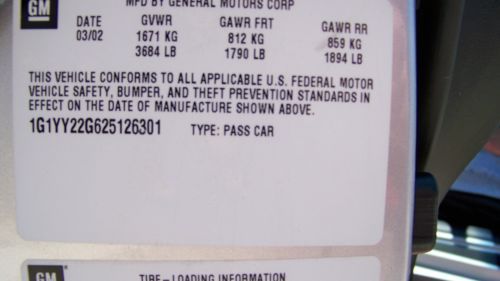 GM MFD BY GENERAL MOTORS CORP
DATE GVWR GAWR FRT GAWR RR
03/02 1671 KG 812 KG 859 KG
3684 LB 1790 LB 1894 LB
THIS VEHICLE CONFORMS TO ALL APPLICABLE U.S. FEDERAL MOTOR
VEHICLE SAFETY, BUMPER, AND THEFT PREVENTION STANDARDS IN
EFFECT ON THE DATE OF MANUFACTURE SHOWN ABOVE.
1G1YY22G625126301 TYPE: PASS CAR
GM TIRE-LOADING INFORMATION